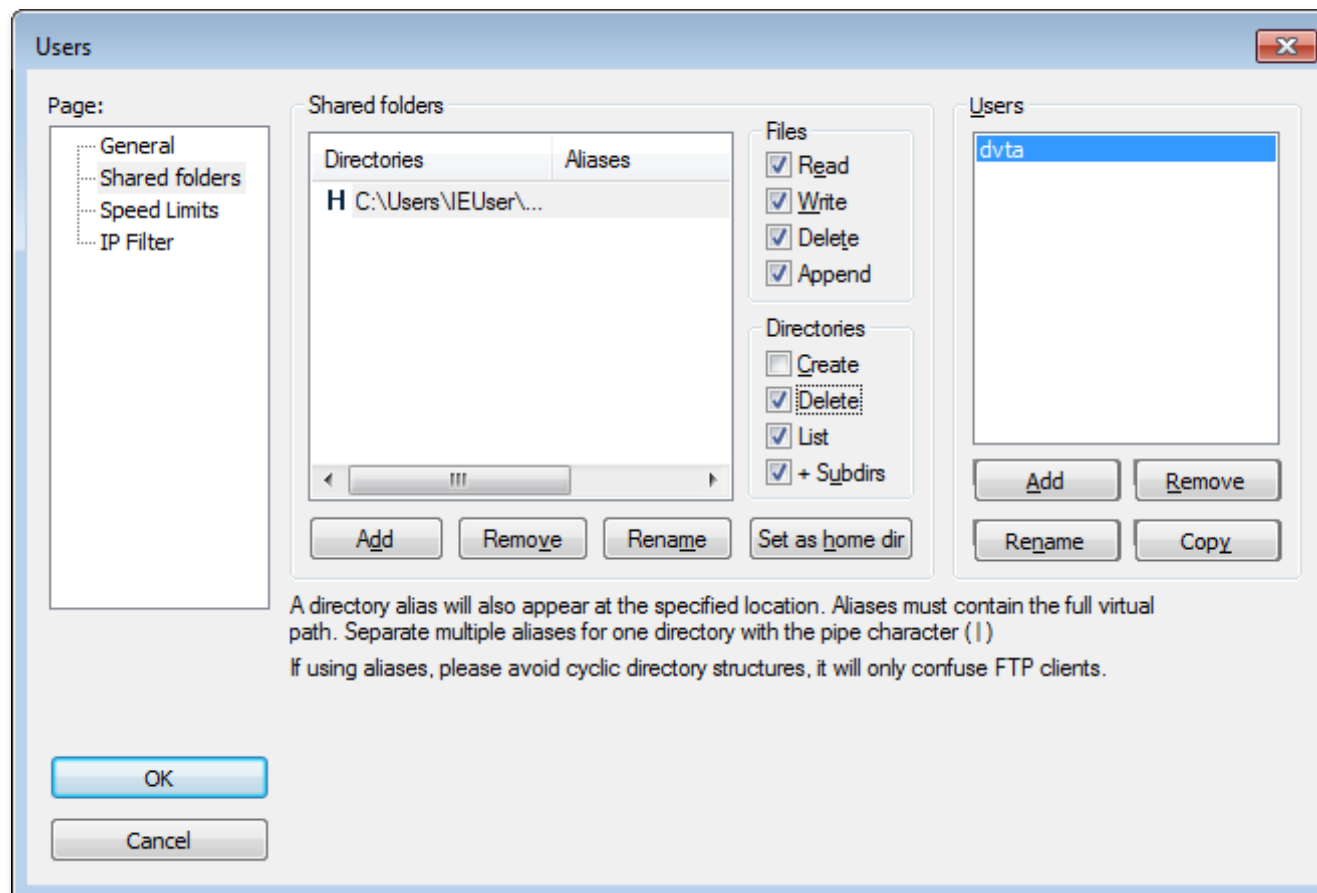 Users
Page:
General
Shared folders
Speed Limits
IP Filter
Shared folders
Directories Aliases
H C:\Users\IEUser\...
Add Remove Rename Set as home dir
Files
Read
Write
Delete
Append
Directories
Create
Delete
List
+ Subdirs
Users
dvta
Add Remove
Rename Copy
A directory alias will also appear at the specified location. Aliases must contain the full virtual
path. Separate multiple aliases for one directory with the pipe character (|)
If using aliases, please avoid cyclic directory structures, it will only confuse FTP clients.
OK
Cancel